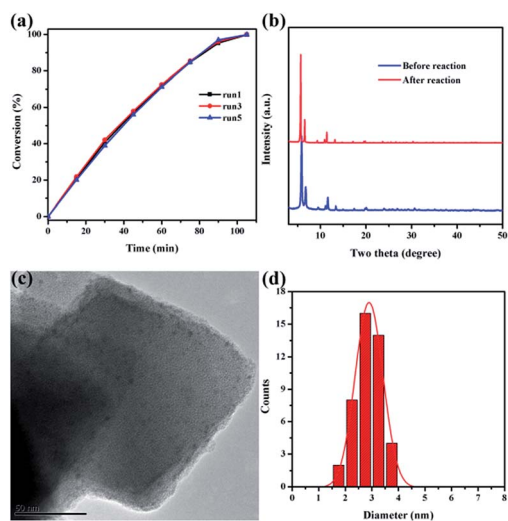 (a)
100
80
60
40
20
0
Conversion (%)
run1
run3
run5
0 20 40 60 80 100
Time (min)
(b)
Intensity (a.u.)
Before reaction
After reaction
10 20 30 40 50
Two theta (degree)
(c)
50 nm
(d)
18
15
12
9
6
3
0
Counts
0 1 2 3 4 5 6 7 8
Diameter (nm)